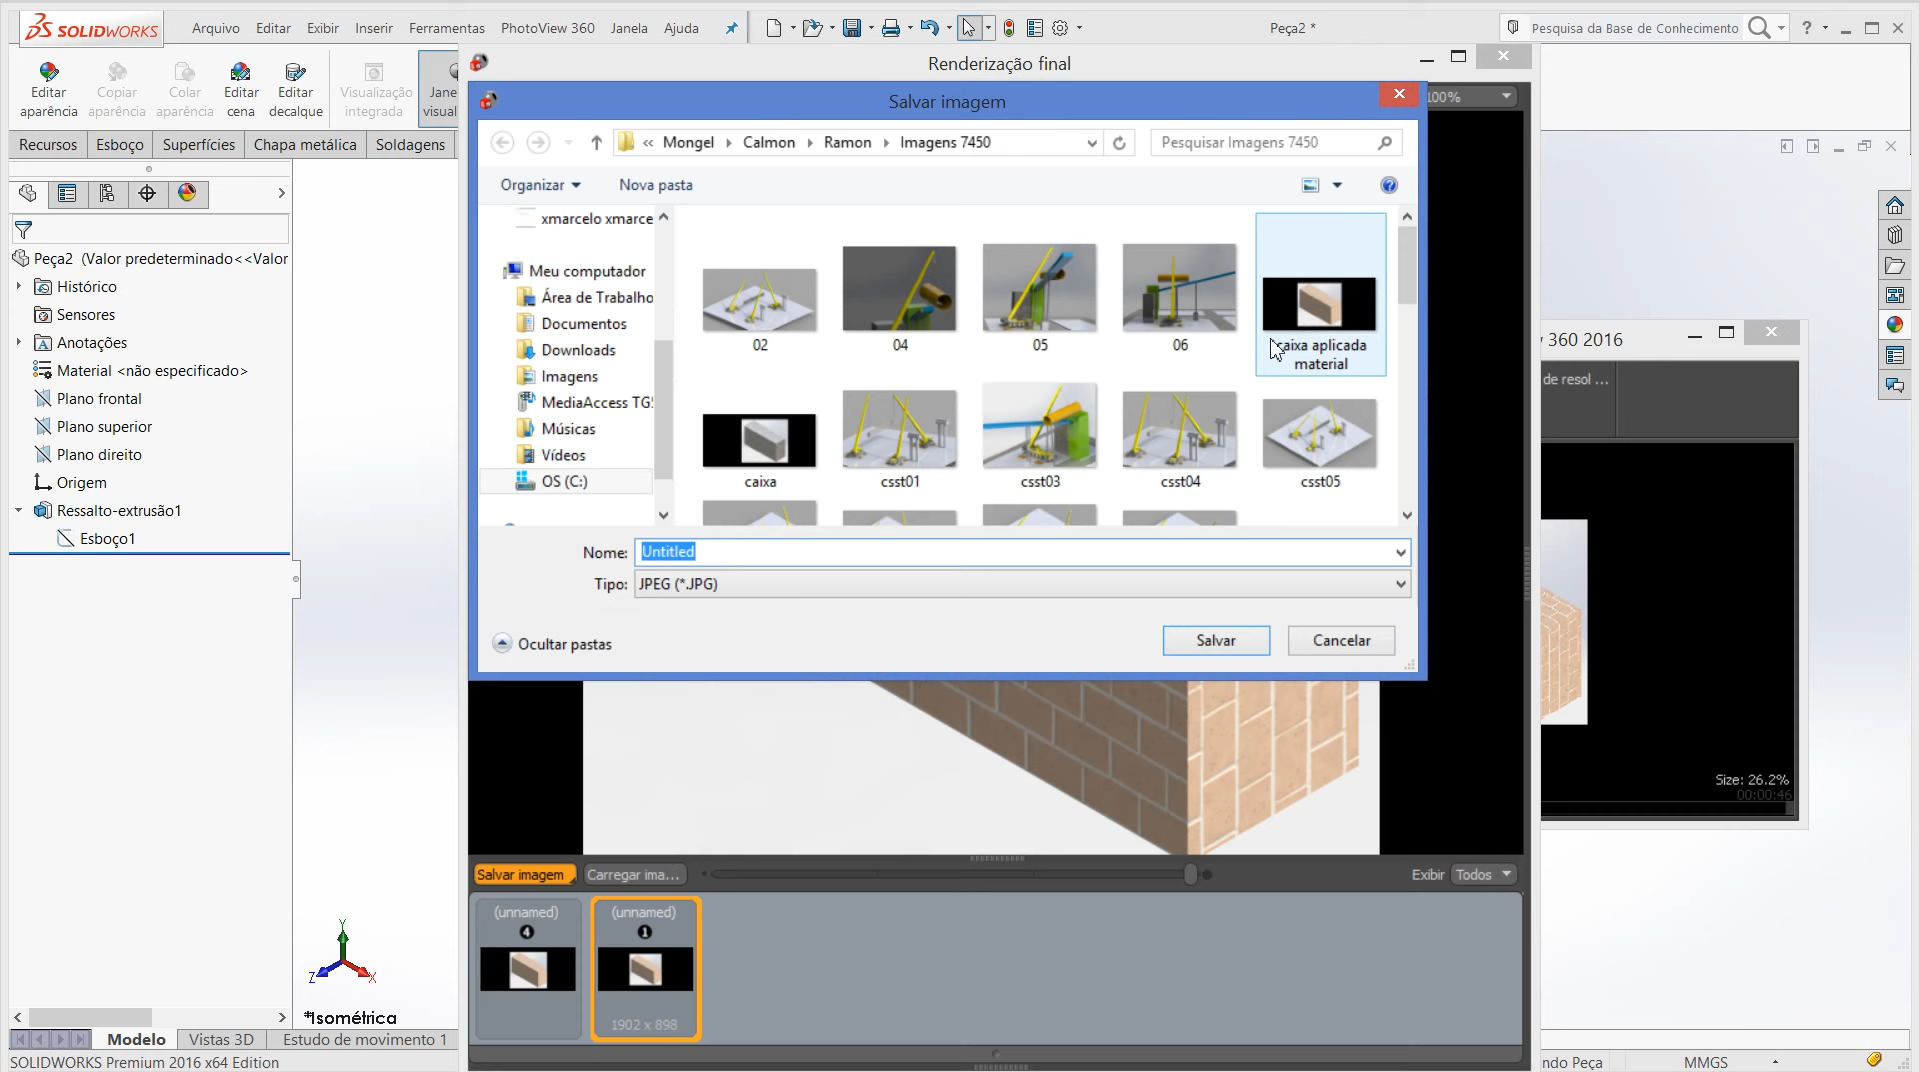 SOLIDWORKS
Arquivo Editar Exibir Inserir Ferramentas PhotoView 360 Janela Ajuda
Peça2 *
Pesquisa da Base de Conhecimento
?
Editar aparência
Copiar aparência
Colar aparência
Editar cena
Editar decalque
Visualização integrada
Jane
visual
Recursos Esboço Superfícies Chapa metálica Soldagens
Peça2 (Valor predeterminado<<Valor
Histórico
Sensores
Anotações
Material <não especificado>
Plano frontal
Plano superior
Plano direito
Origem
Ressalto-extrusão1
Esboço1
Renderização final
100%
Salvar imagem
« Mongel Calmon Ramon Imagens 7450
Pesquisar Imagens 7450
Organizar Nova pasta
xmarcelo xmarce
Meu computador
Área de Trabalho
Documentos
Downloads
Imagens
MediaAccess TG
Músicas
Vídeos
OS (C:)
02 04 05 06 caixa aplicada
material
caixa csst01 csst03 csst04 csst05
Nome: Untitled
Tipo: JPEG (*.JPG)
Ocultar pastas Salvar Cancelar
360 2016
de resol ...
Size: 26.2%
00:00:46
Salvar imagem Carregar ima... Exibir Todos
(unnamed) (unnamed)
4 1
1902 x 898
Y
Z X
*Isométrica
Modelo Vistas 3D Estudo de movimento 1
SOLIDWORKS Premium 2016 x64 Edition
ndo Peça MMGS